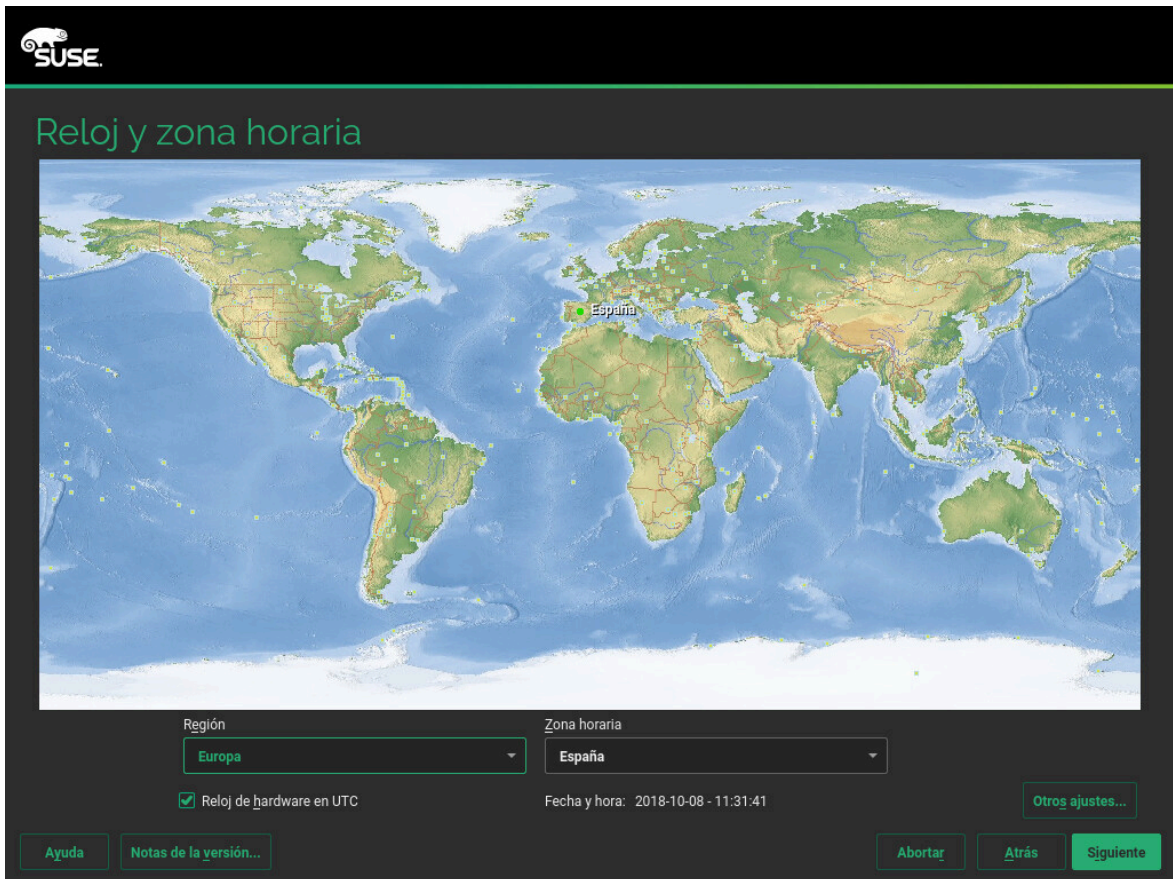 SUSE.
Reloj y zona horaria
España
Región
Zona horaria
Europa
España
Reloj de hardware en UTC
Fecha y hora: 2018-10-08 - 11:31:41
Otros ajustes...
Ayuda
Notas de la versión...
Abortar
Atrás
Siguiente